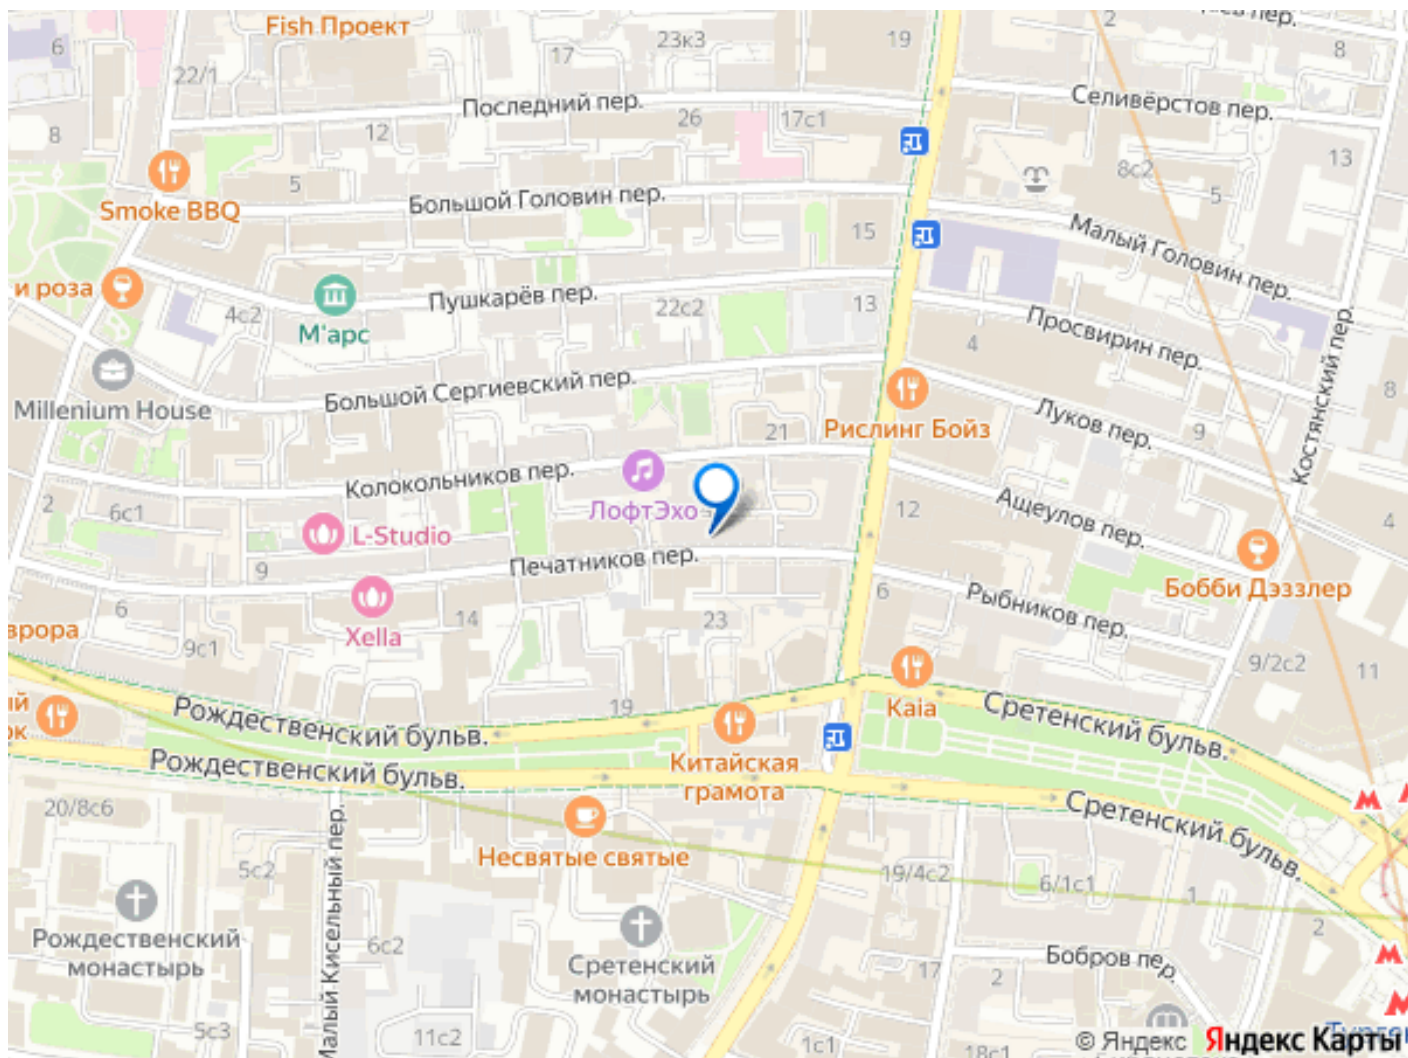 Fish Проект
23к3
19
6
17
8
22/1
Последний пер.
Селивёрстов пер.
26
17с1
12
8
13
8с2
5
5
Smoke BBQ
Большой Головин пер.
15
Малый Головин пер.
и роза
4с2
М'арс
Пушкарёв пер.
22с2
13
Просвирин пер.
4
Костянский пер.
Millenium House
Большой Сергиевский пер.
8
Рислинг Бойз
Луков пер.
9
21
Колокольников пер.
2
6с1
ЛофтЭхо
12
Ащеулов пер.
4
L-Studio
Печатников пер.
9
6
Бобби Дэззлер
Рыбников пер.
6
14
23
Xella
9с1
9/2с2
11
19
Рождественский бульв.
Kaia
Сретенский бульв.
Рождественский бульв.
Китайская
грамота
Сретенский бульв.
20/8с6
Малый Кисельный пер.
Несвятые святые
5с2
19/4с2
6/1с1
1
2
Рождественский
монастырь
6с2
Сретенский
монастырь
17
2
Бобров пер.
5с3
11с2
1с1
18с1
© Яндекс Яндекс Карты